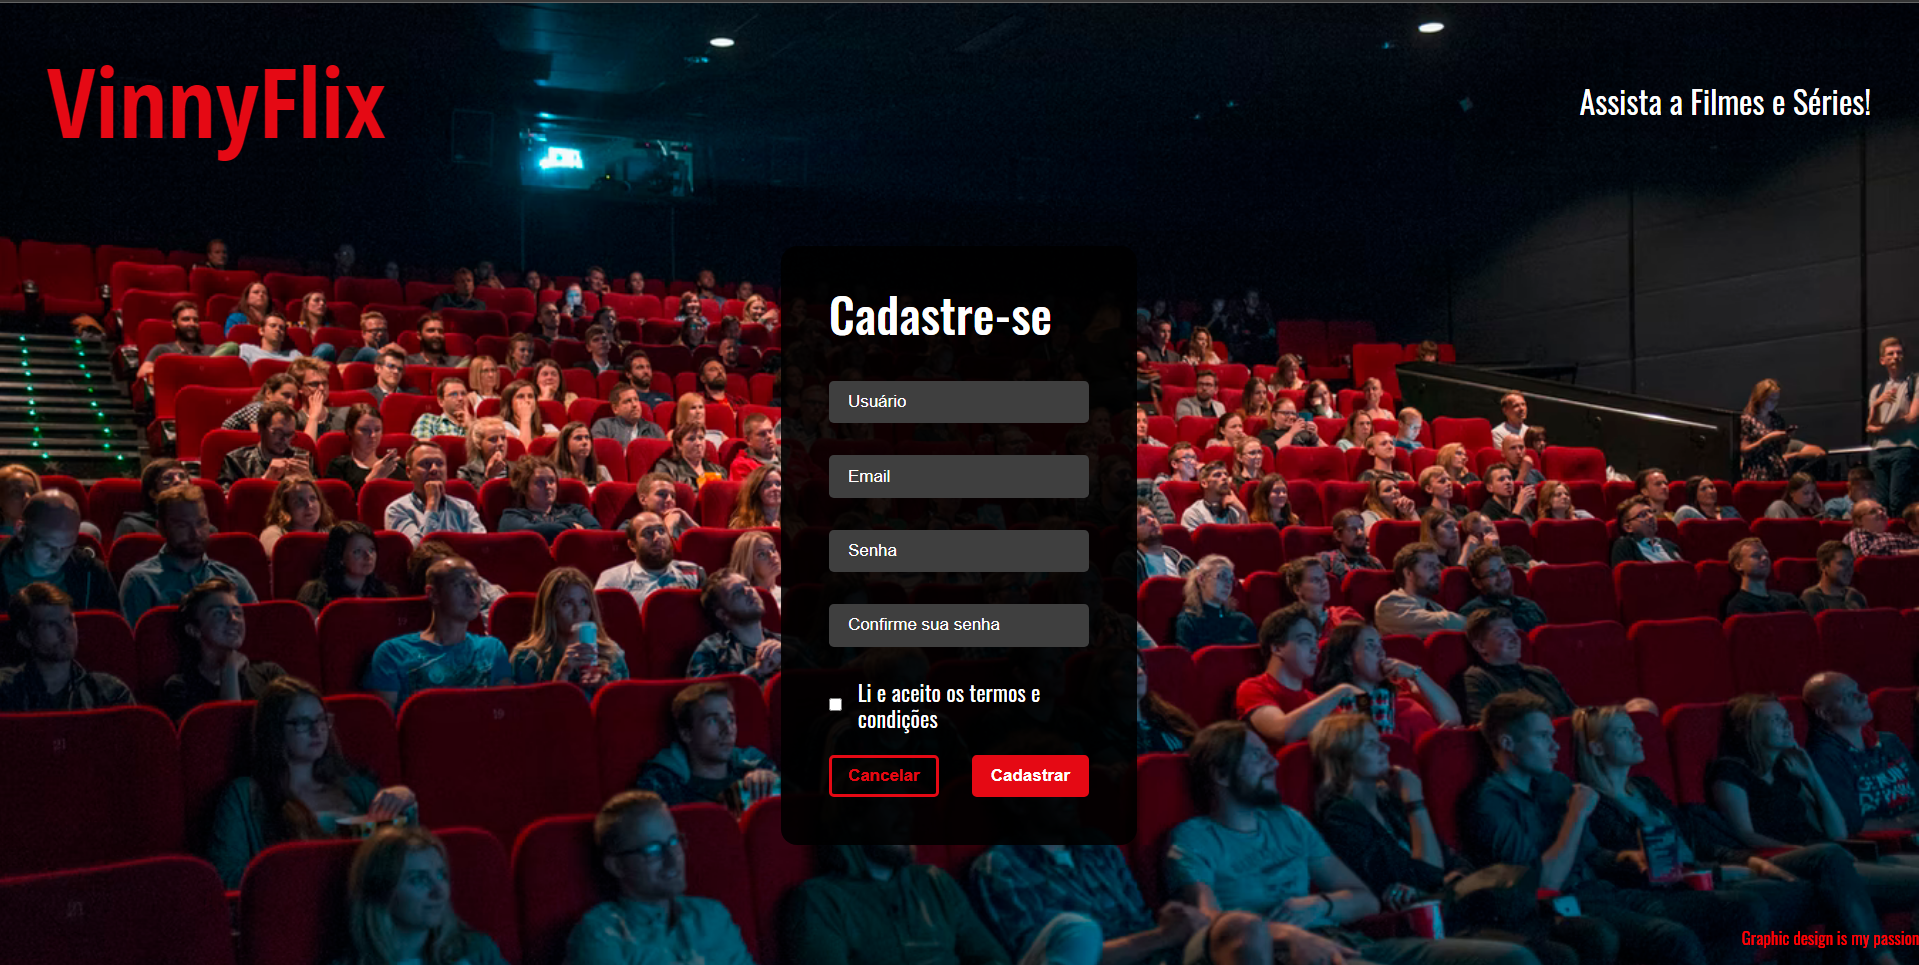 VinnyFlix
Assista a Filmes e Séries!
Cadastre-se
Usuário
Email
Senha
Confirme sua senha
Li e aceito os termos e
condições
Cancelar
Cadastrar
Graphic design is my passion